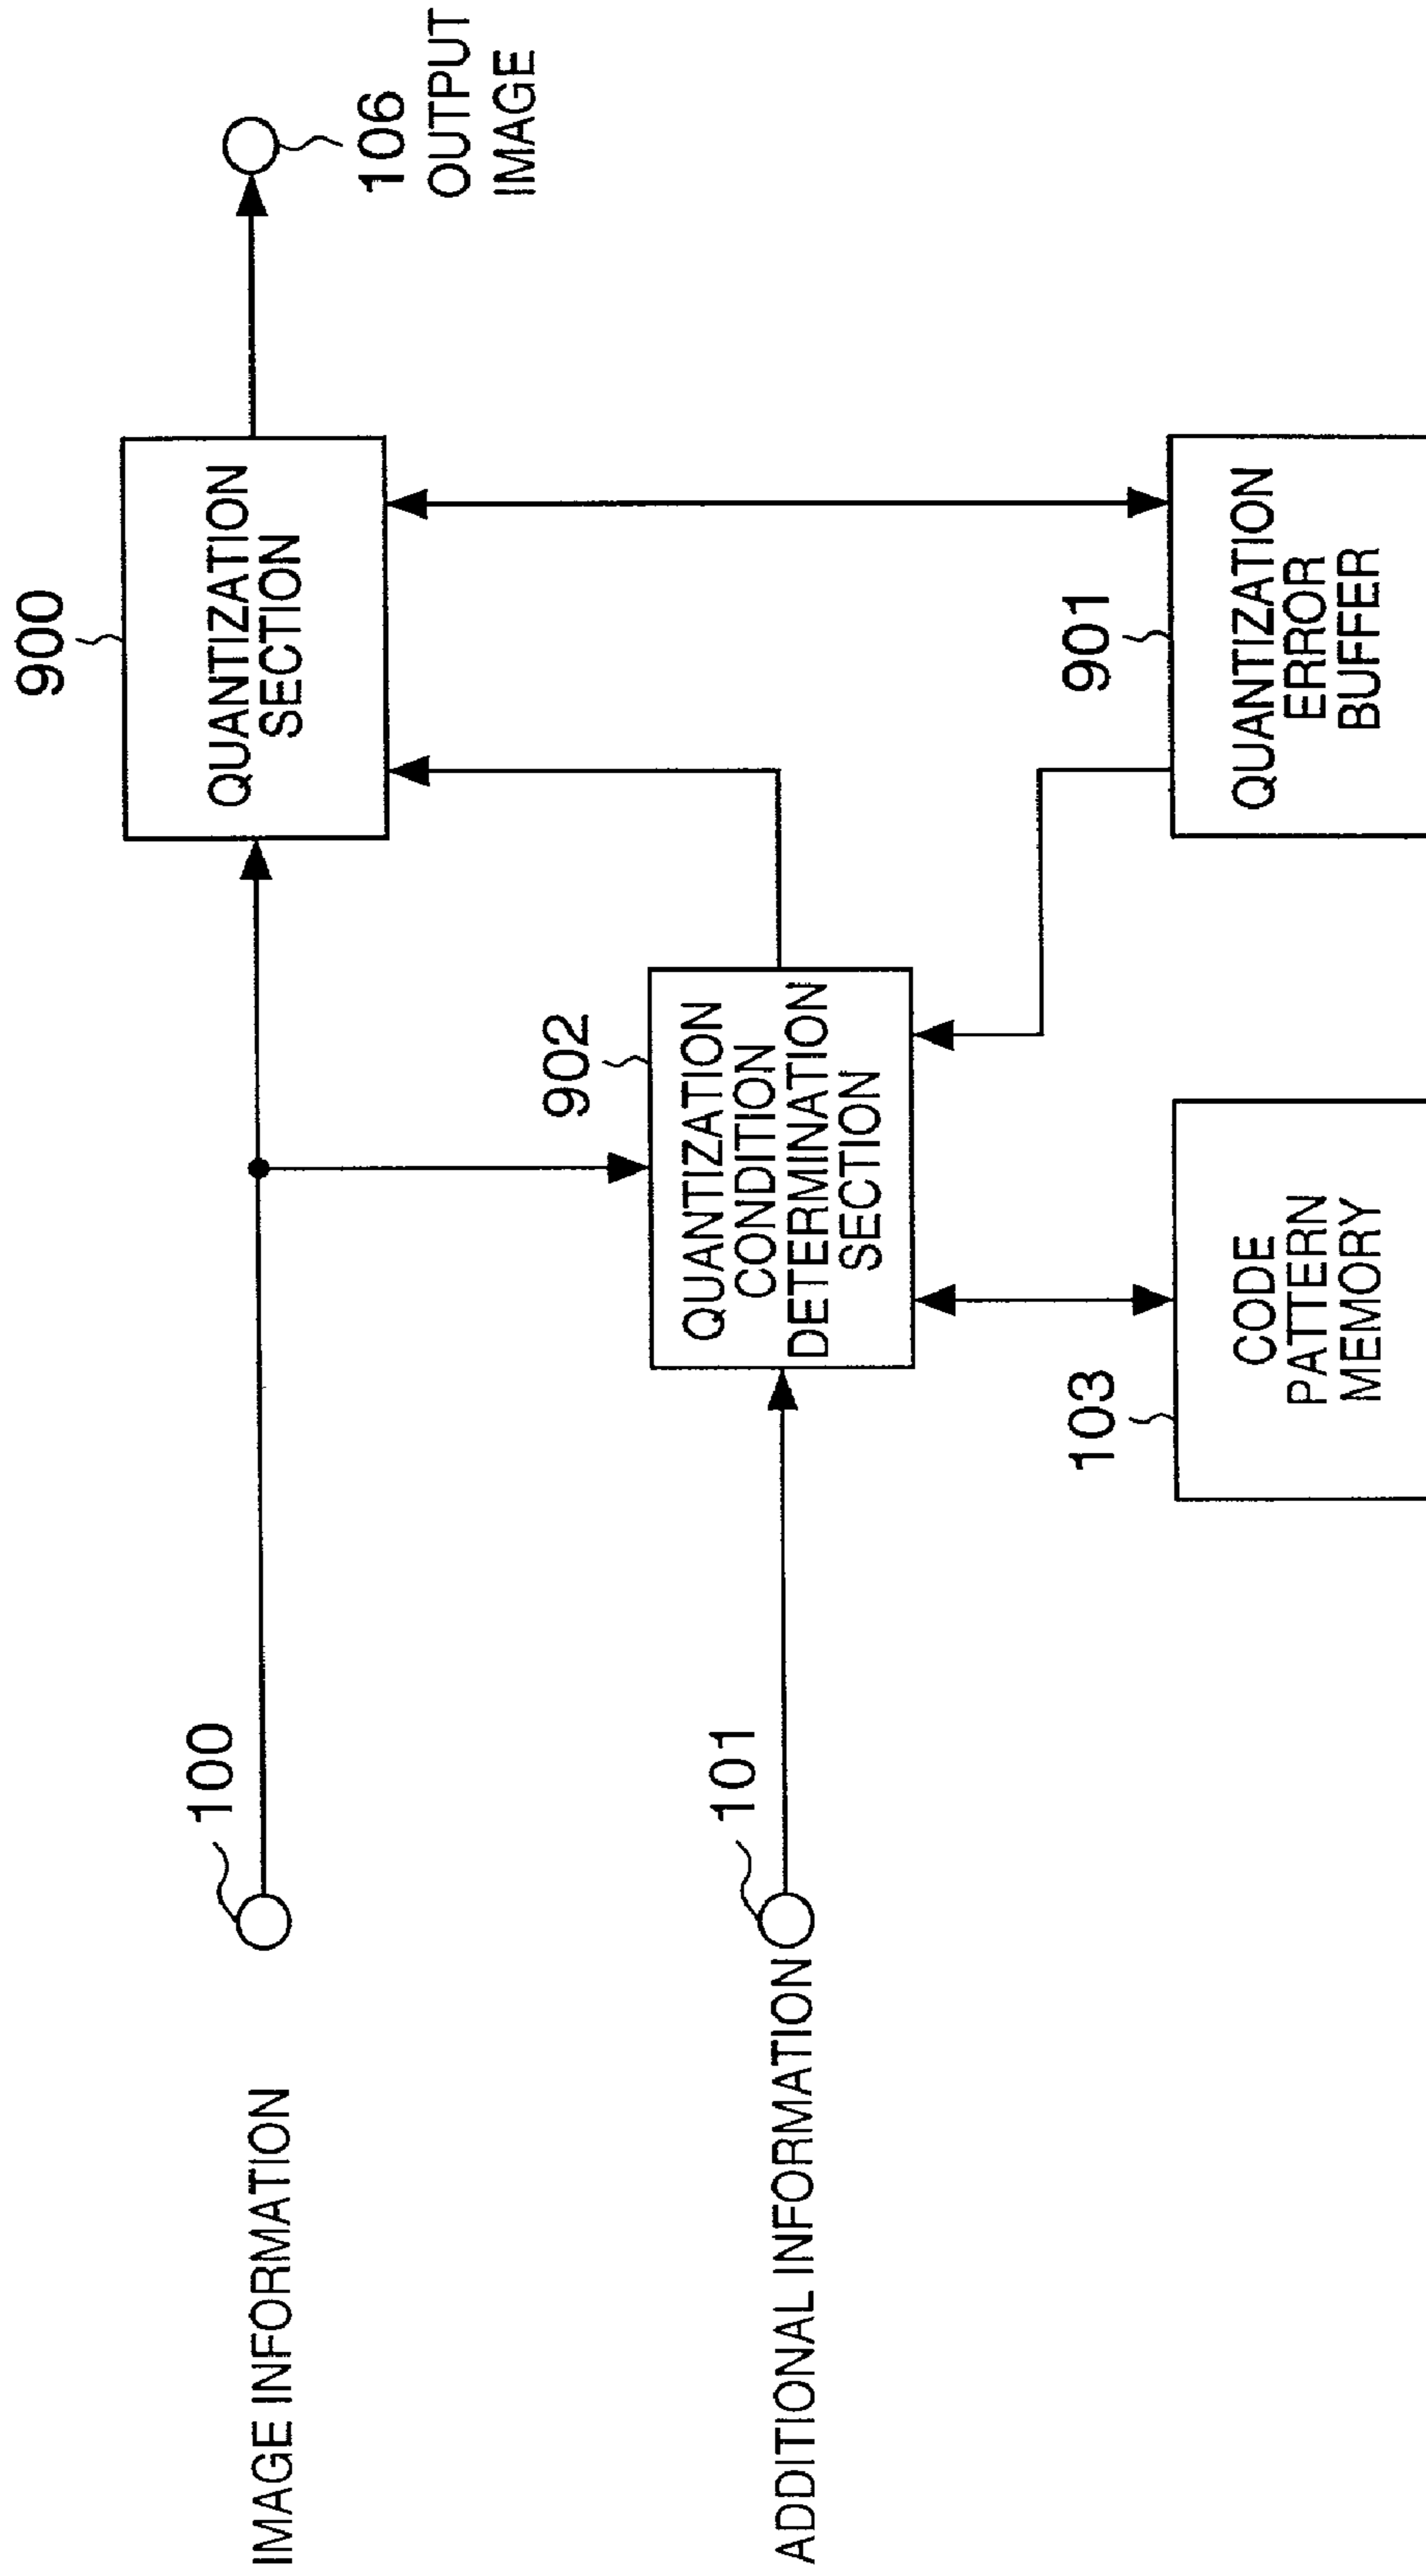 IMAGE INFORMATION
100
900
QUANTIZATION
SECTION
106
OUTPUT
IMAGE
ADDITIONAL INFORMATION
101
902
QUANTIZATION
CONDITION
DETERMINATION
SECTION
103
CODE
PATTERN
MEMORY
901
QUANTIZATION
ERROR
BUFFER